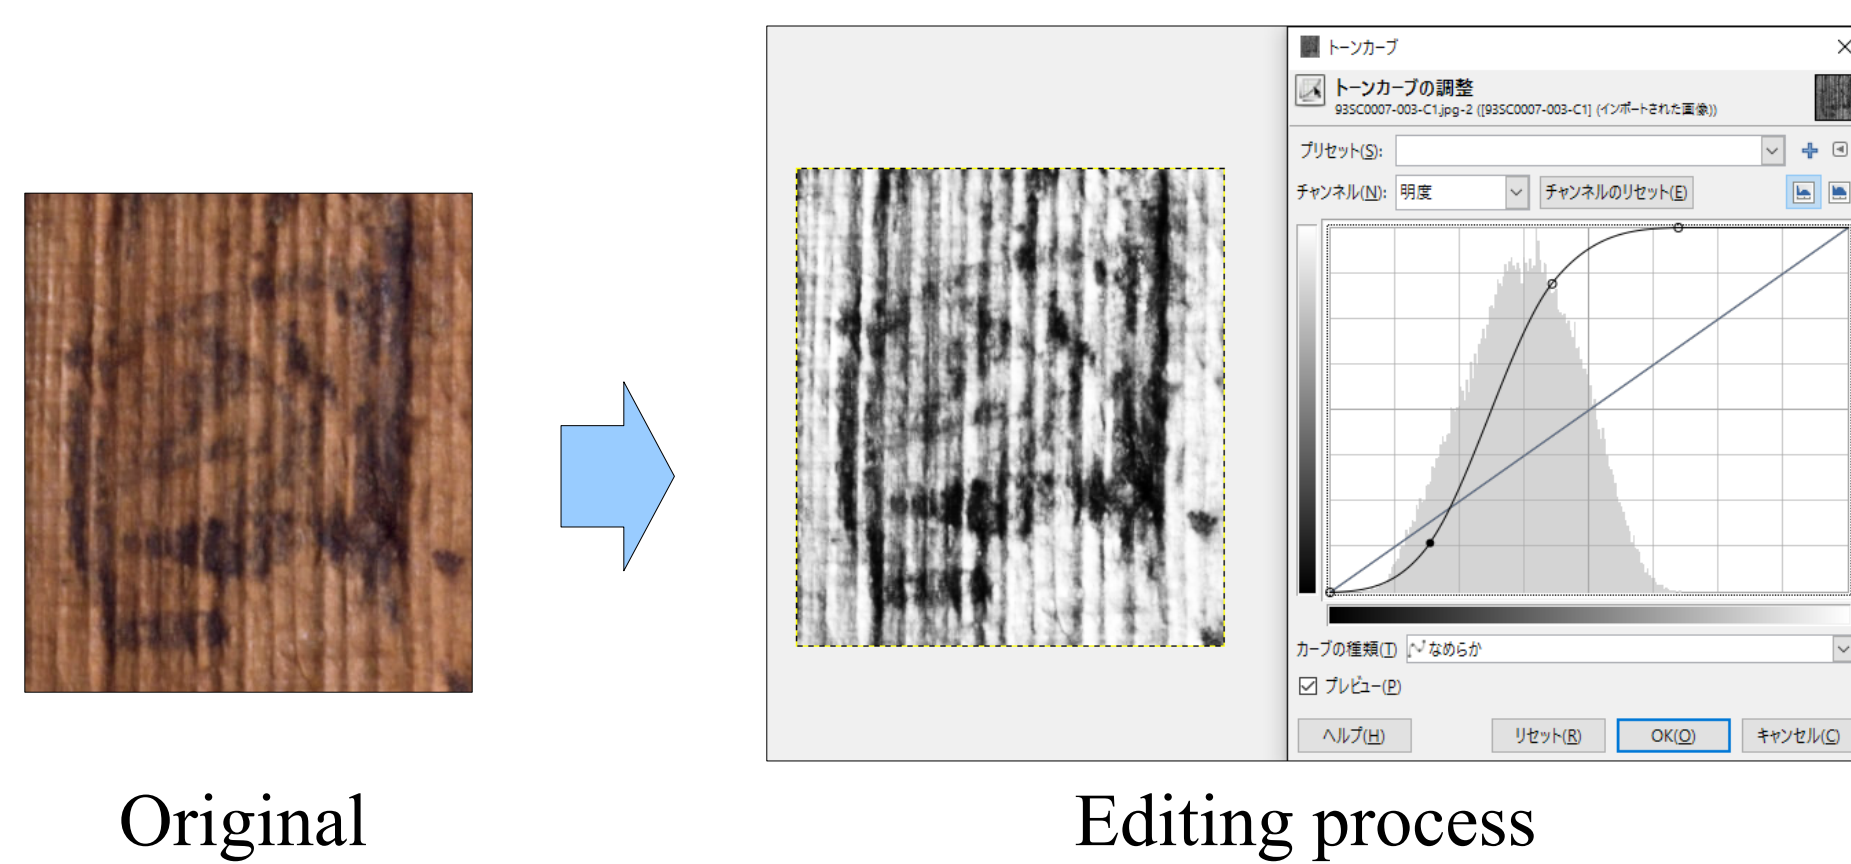 トーンカーブ
トーンカーブの調整
93SC0007-003-C1.jpg-2 ([93SC0007-003-C1] (インポートされた画像))
プリセット(S):
チャンネル(N): 明度 チャンネルのリセット(E)
カーブの種類(T) なめらか
プレビュー(P)
ヘルプ(H) リセット(R) OK(O) キャンセル(C)
Original Editing process